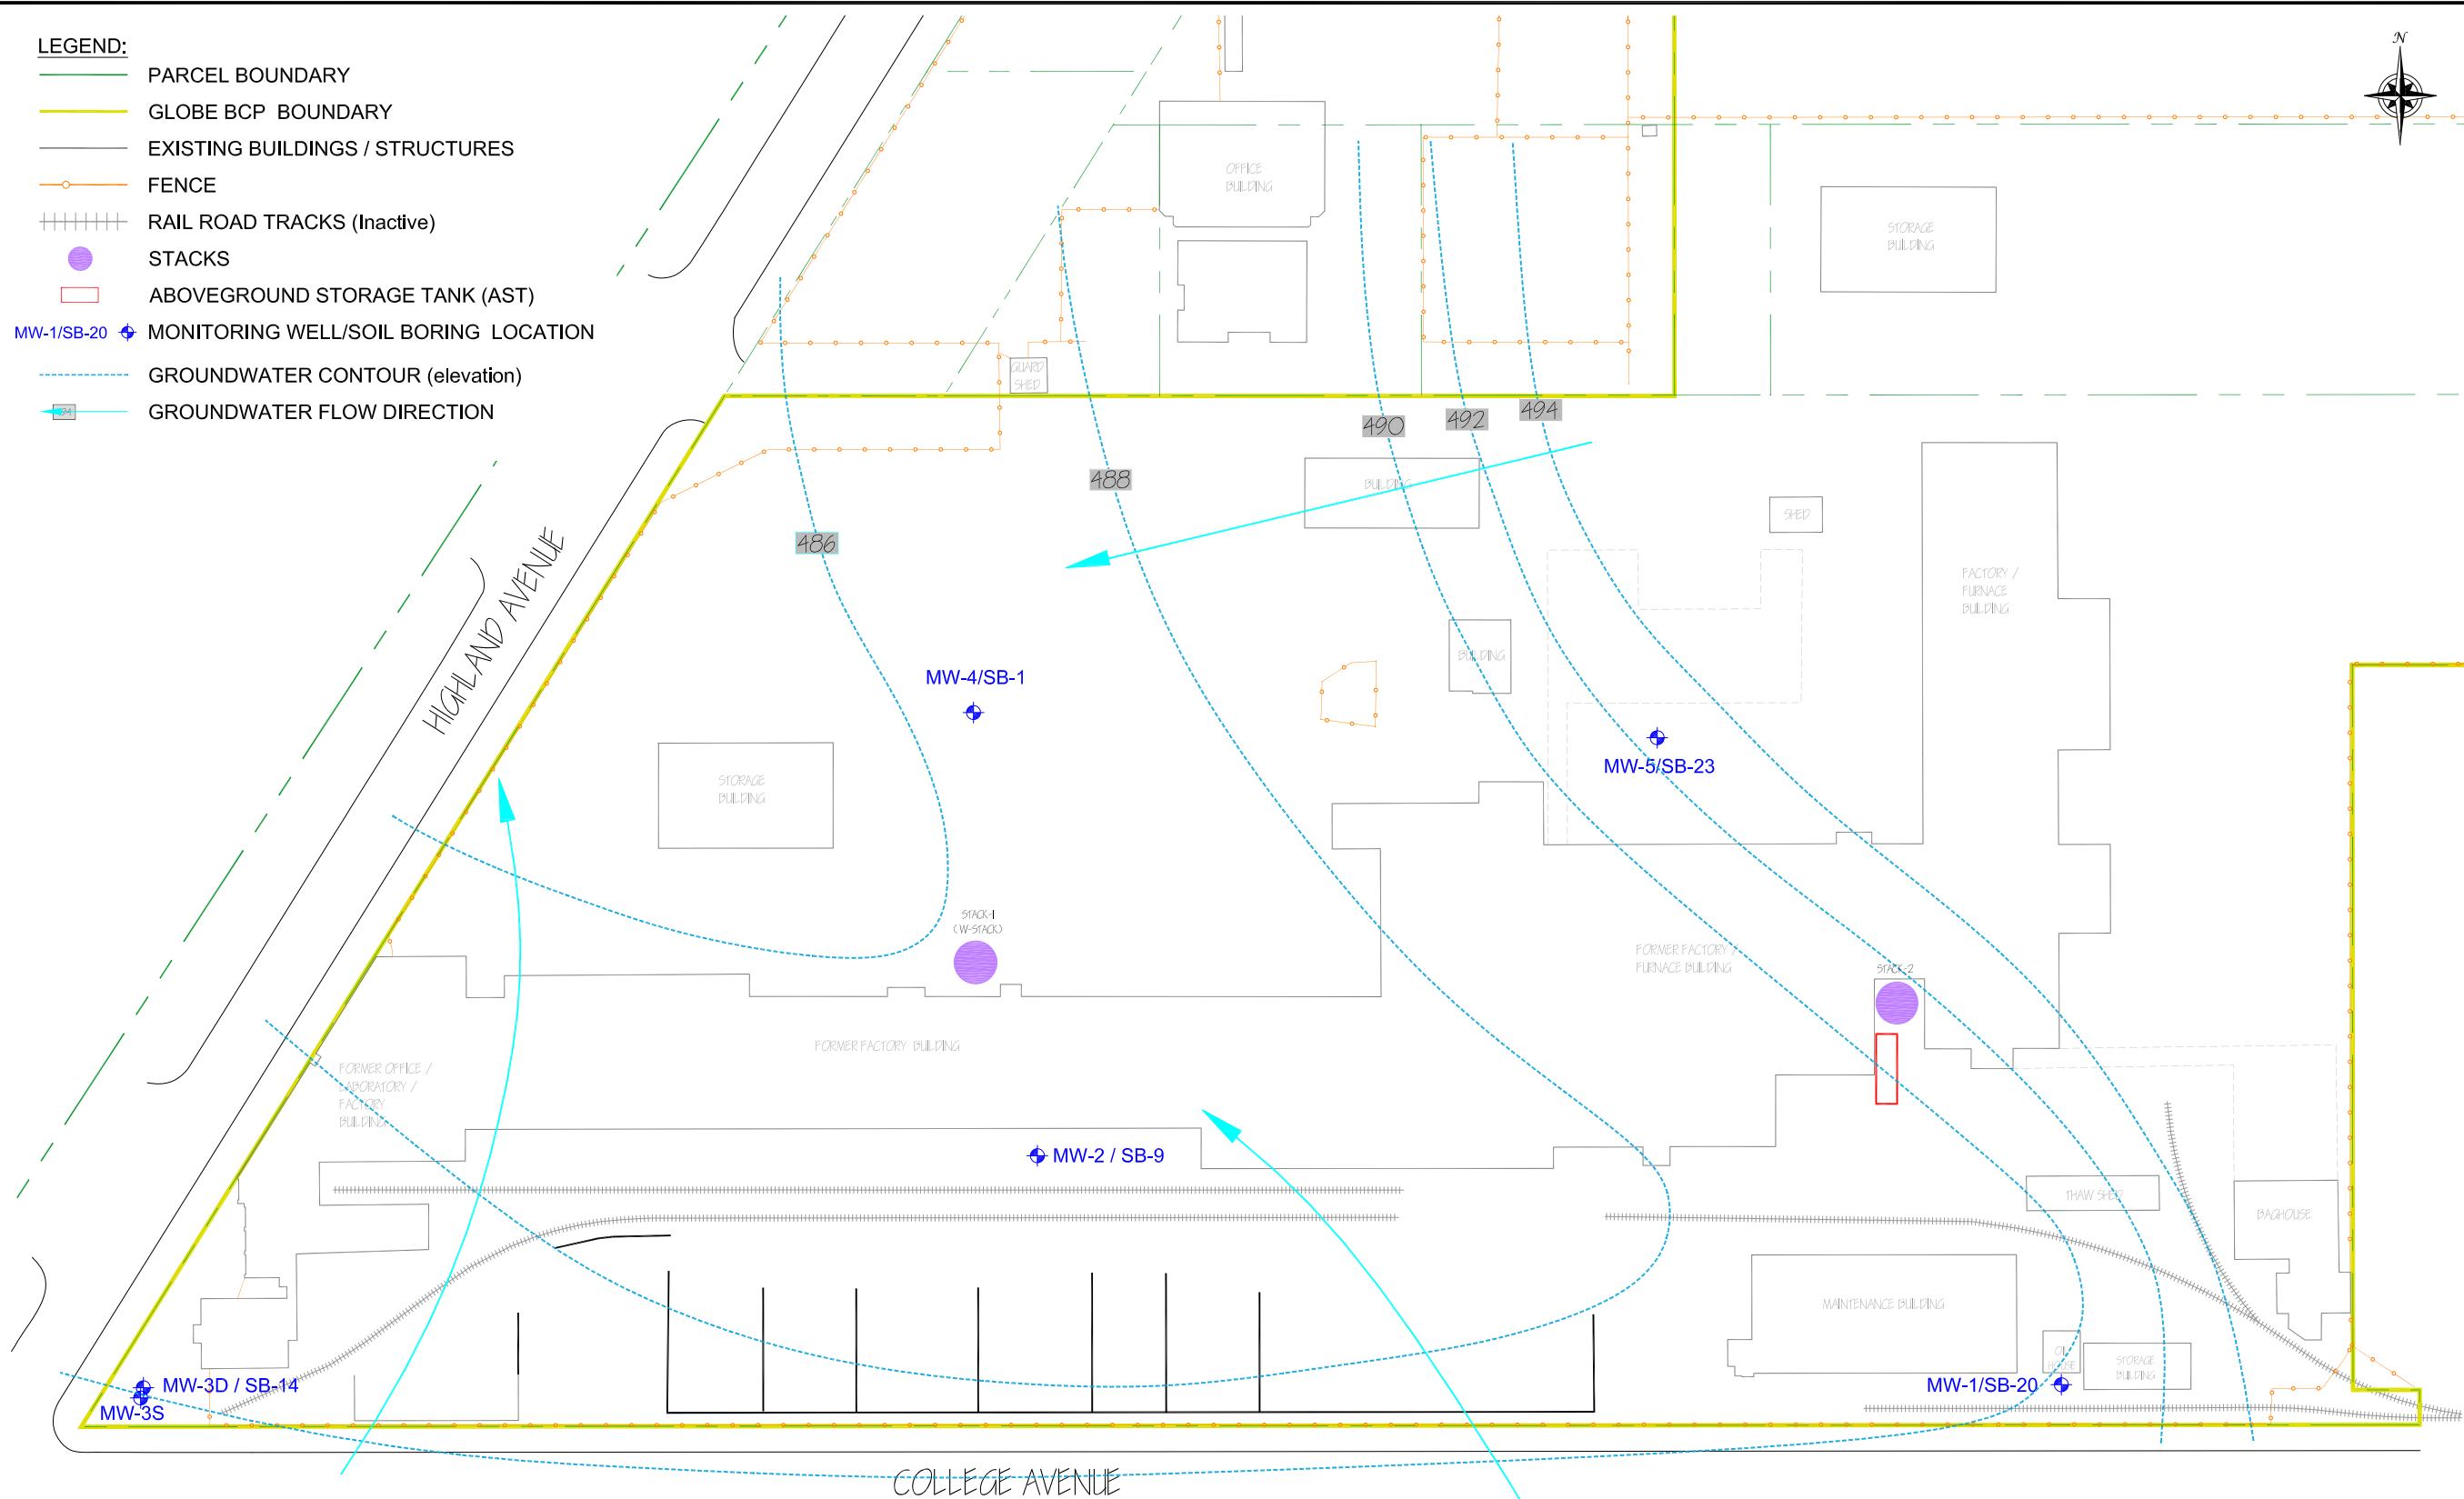 LEGEND:
PARCEL BOUNDARY
GLOBE BCP BOUNDARY
EXISTING BUILDINGS / STRUCTURES
FENCE
RAIL ROAD TRACKS (Inactive)
STACKS
ABOVEGROUND STORAGE TANK (AST)
MW-1/SB-20
MONITORING WELL/SOIL BORING LOCATION
GROUNDWATER CONTOUR (elevation)
GROUNDWATER FLOW DIRECTION
N
OFFICE
BUILDING
STORAGE
BUILDING
GUARD
SHED
490
492
494
488
486
BUILDING
SHED
FACTORY /
FURNACE
BUILDING
HIGHLAND AVENUE
BUILDING
MW-4/SB-1
MW-5/SB-23
STORAGE
BUILDING
STACK-1
(W-STACK)
FORMER FACTORY /
FURNACE BUILDING
STACK-2
FORMER FACTORY BUILDING
FORMER OFFICE /
LABORATORY /
FACTORY
BUILDING
MW-2 / SB-9
THAW SHED
BAGHOUSE
MAINTENANCE BUILDING
OIL
HOUSE
STORAGE
BUILDING
MW-3D / SB-14
MW-3S
MW-1/SB-20
COLLEGE AVENUE